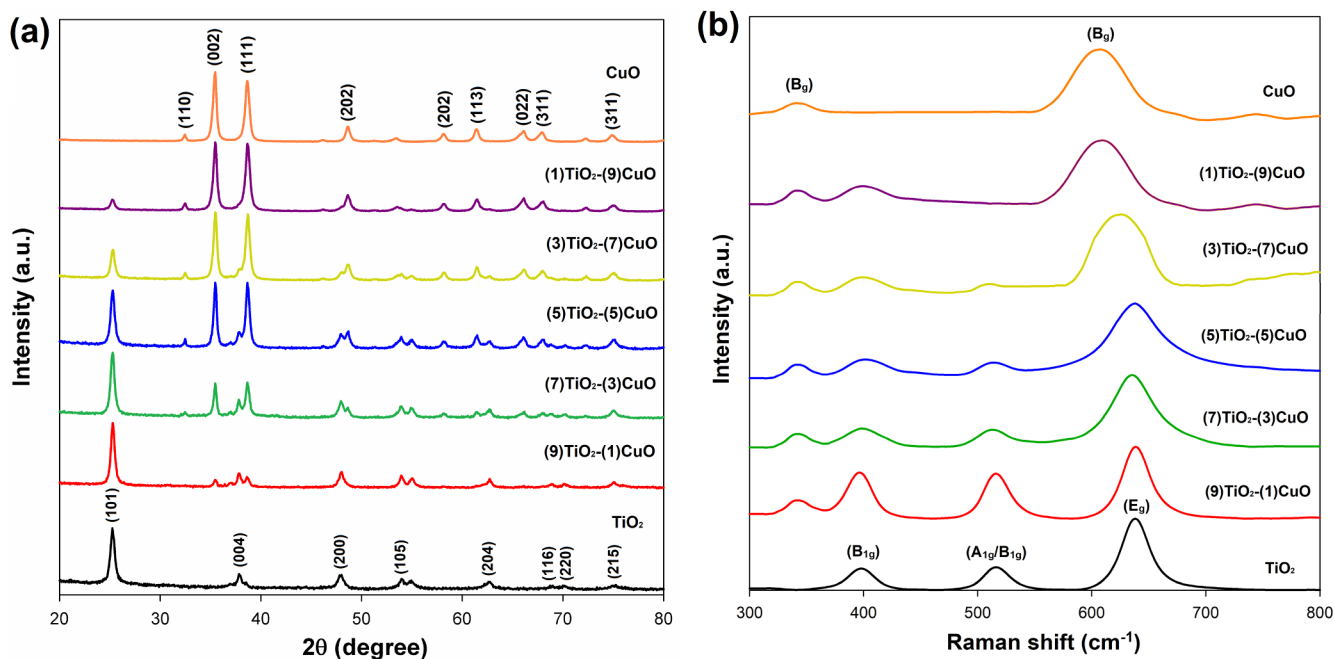 (a)
(002)
(111)
(110)
(202)
(202)
(113)
(022)
(311)
(311)
CuO
(1)TiO₂-(9)CuO
(3)TiO₂-(7)CuO
(5)TiO₂-(5)CuO
(7)TiO₂-(3)CuO
(9)TiO₂-(1)CuO
TiO₂
(101)
(004)
(200)
(105)
(204)
(116)
(220)
(215)
Intensity (a.u.)
20 30 40 50 60 70 80
2θ (degree)
(b)
(Bg)
(Bg)
CuO
(1)TiO₂-(9)CuO
(3)TiO₂-(7)CuO
(5)TiO₂-(5)CuO
(7)TiO₂-(3)CuO
(9)TiO₂-(1)CuO
(Eg)
(B₁g)
(A₁g/B₁g)
TiO₂
Intensity (a.u.)
300 400 500 600 700 800
Raman shift (cm⁻¹)